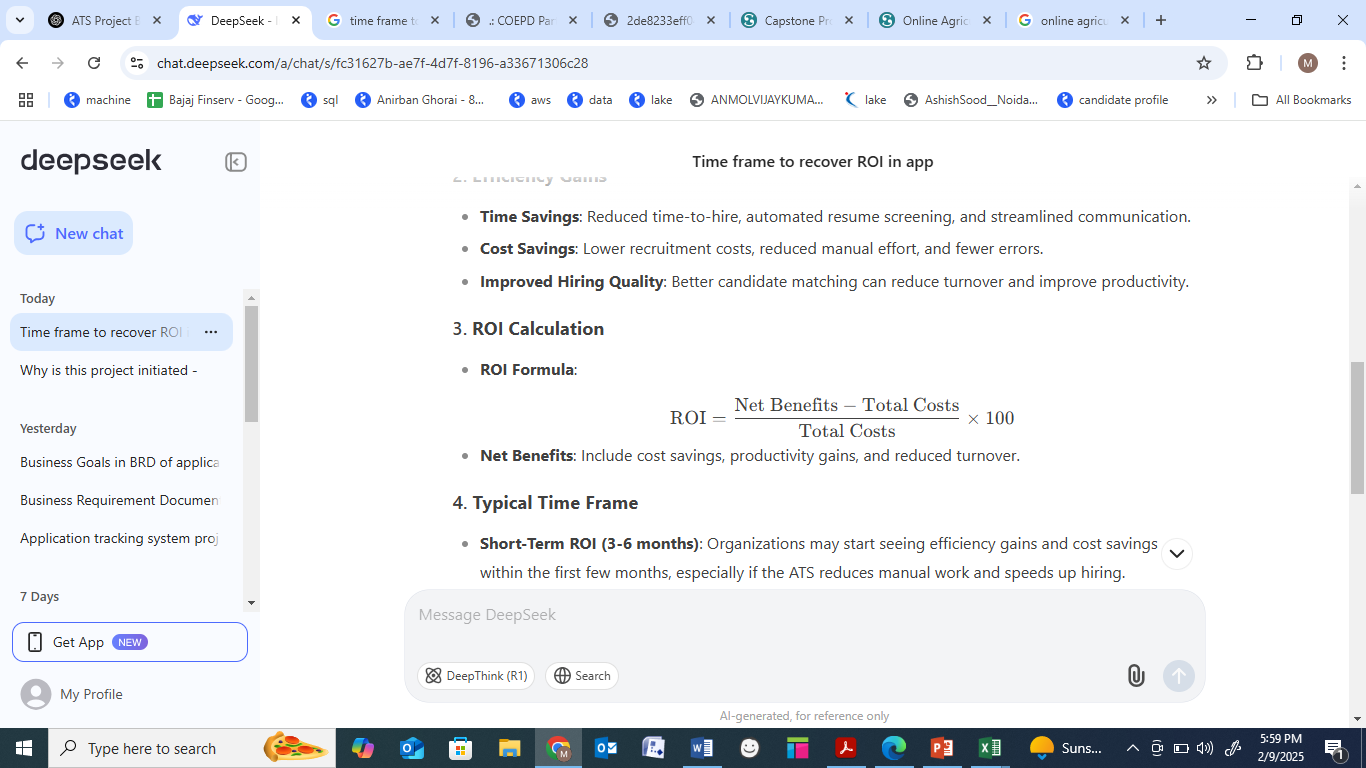 ATS Project B
DeepSeek -
time frame to
.: COEPD Par
2de8233eff0
Capstone Pr
Online Agric
online agricu
chat.deepseek.com/a/chat/s/fc31627b-ae7f-4d7f-8196-a33671306c28
M
machine
Bajaj Finserv - Goog...
sql
Anirban Ghorai - 8...
aws
data
lake
ANMOLVIJAYKUMA...
lake
AshishSood__Noida...
candidate profile
All Bookmarks
deepseek
New chat
Today
Time frame to recover ROI
Why is this project initiated -
Yesterday
Business Goals in BRD of applica
Business Requirement Documen
Application tracking system proj
7 Days
Get App NEW
My Profile
Time frame to recover ROI in app
2. Efficiency Gains
Time Savings: Reduced time-to-hire, automated resume screening, and streamlined communication.
Cost Savings: Lower recruitment costs, reduced manual effort, and fewer errors.
Improved Hiring Quality: Better candidate matching can reduce turnover and improve productivity.
3. ROI Calculation
ROI Formula:
ROI = Net Benefits − Total Costs / Total Costs × 100
Net Benefits: Include cost savings, productivity gains, and reduced turnover.
4. Typical Time Frame
Short-Term ROI (3-6 months): Organizations may start seeing efficiency gains and cost savings
within the first few months, especially if the ATS reduces manual work and speeds up hiring.
Message DeepSeek
DeepThink (R1)
Search
AI-generated, for reference only
Type here to search
Suns...
5:59 PM
2/9/2025
1